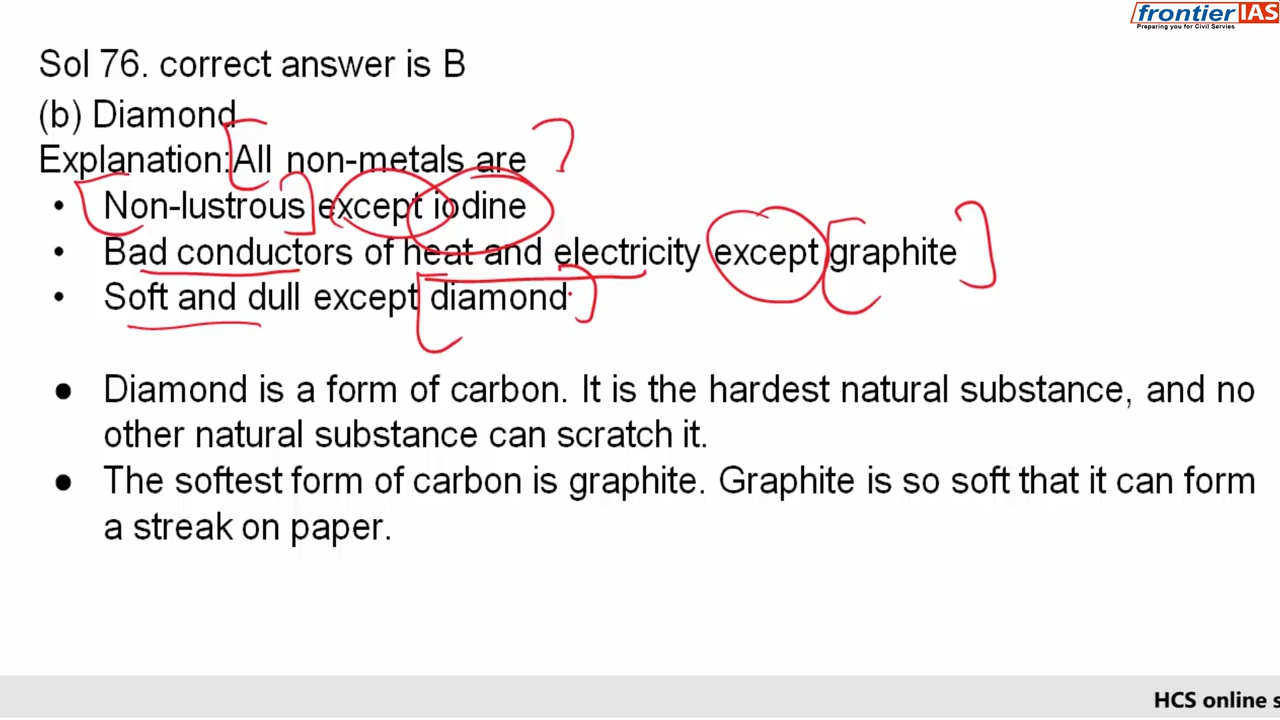 frontier IAS
Preparing you for Civil Servies
Sol 76. correct answer is B
(b) Diamond
Explanation:All non-metals are
• Non-lustrous except iodine
• Bad conductors of heat and electricity except graphite
• Soft and dull except diamond
● Diamond is a form of carbon. It is the hardest natural substance, and no
other natural substance can scratch it.
● The softest form of carbon is graphite. Graphite is so soft that it can form
a streak on paper.
HCS online s